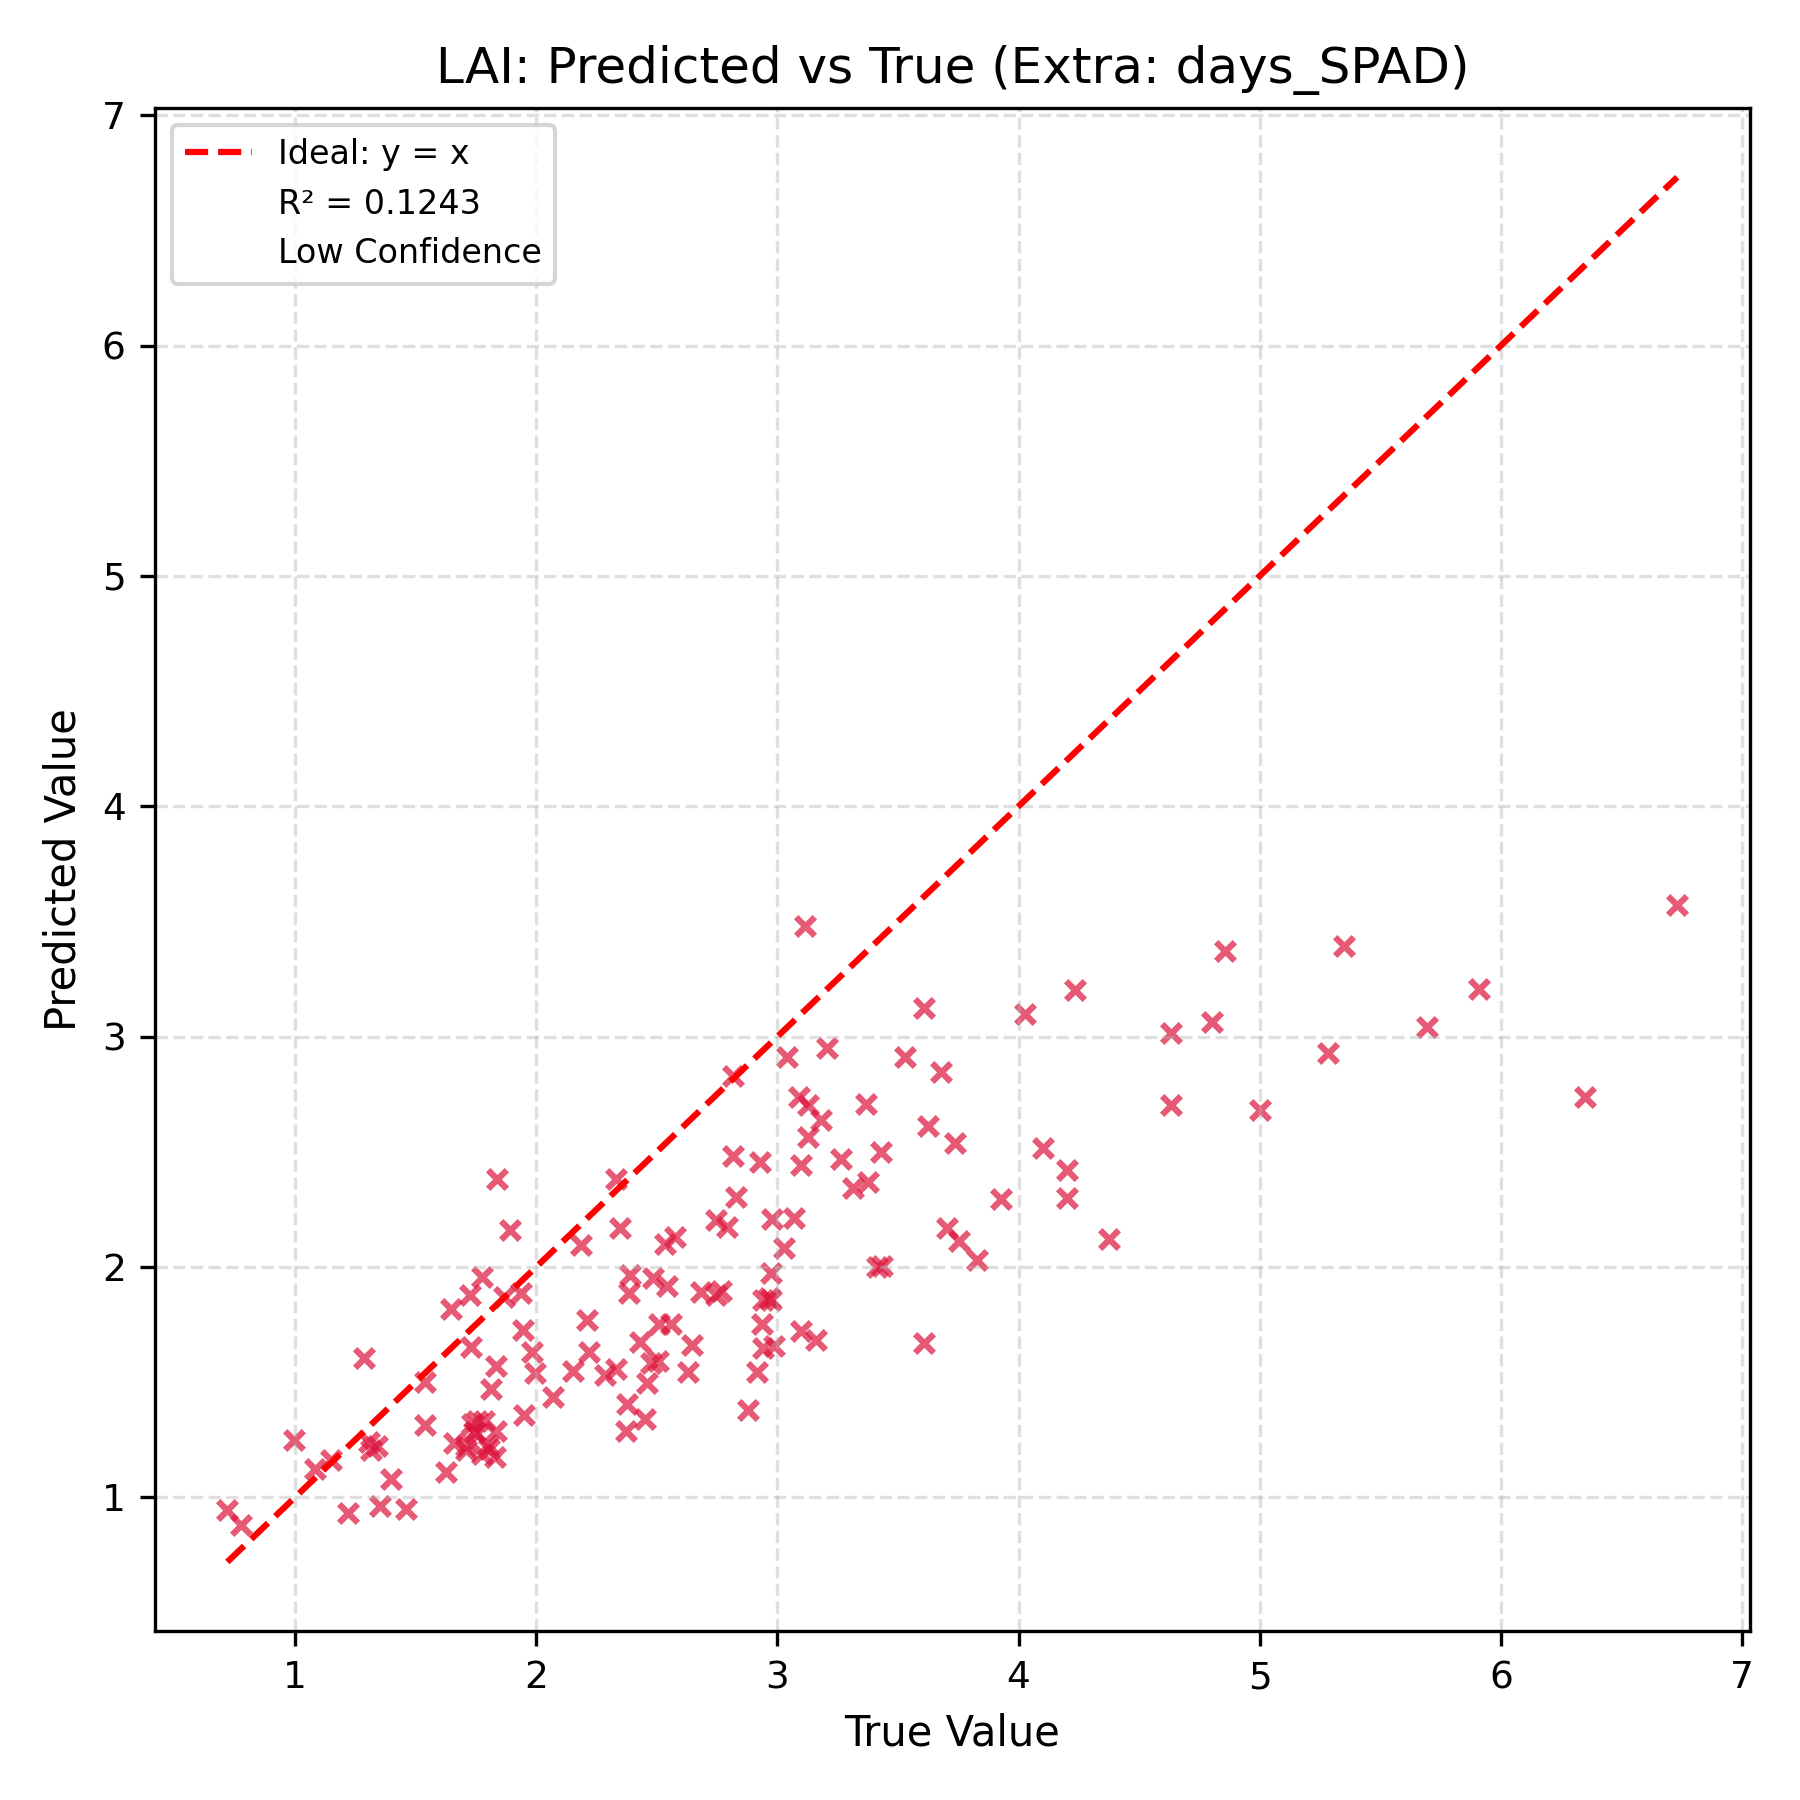 LAI: Predicted vs True (Extra: days_SPAD)
Ideal: y = x
R² = 0.1243
Low Confidence
7
6
5
4
3
2
1
Predicted Value
1 2 3 4 5 6 7
True Value